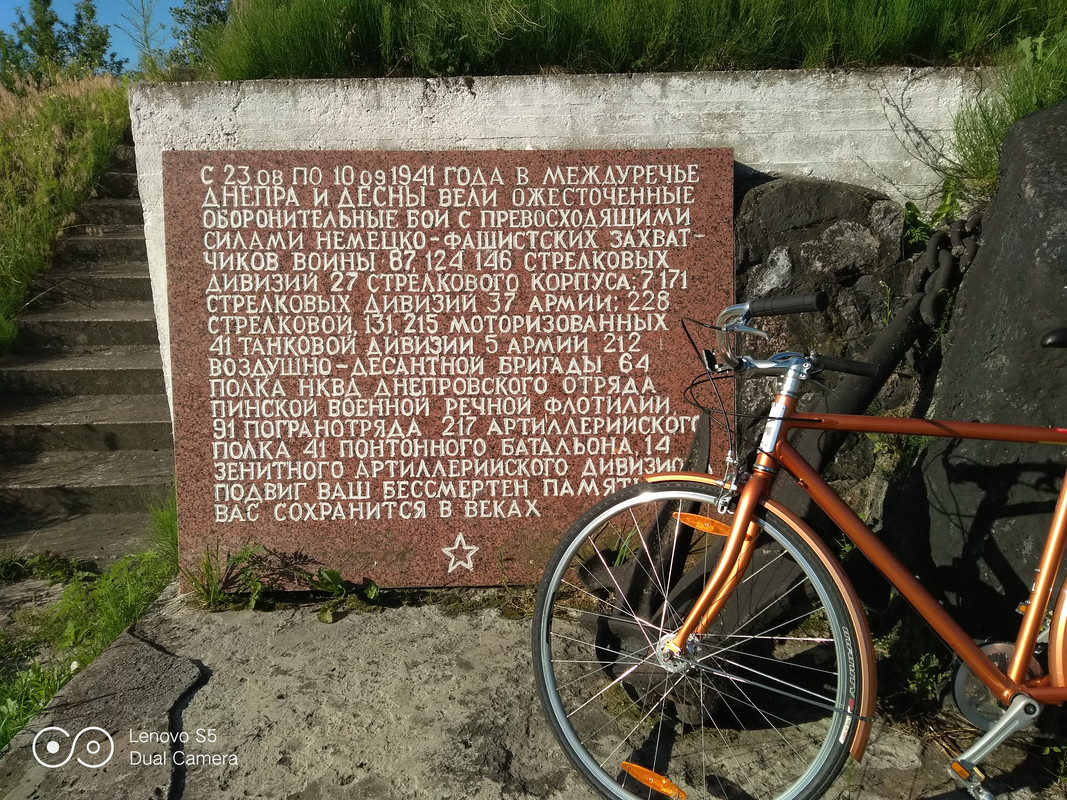 С 23 08 ПО 10 09 1941 ГОДА В МЕЖДУРЕЧЬЕ
ДНЕПРА И ДЕСНЫ ВЕЛИ ОЖЕСТОЧЕННЫЕ
ОБОРОНИТЕЛЬНЫЕ БОИ С ПРЕВОСХОДЯЩИМИ
СИЛАМИ НЕМЕЦКО-ФАШИСТСКИХ ЗАХВАТ-
ЧИКОВ ВОИНЫ 87 124 146 СТРЕЛКОВЫХ
ДИВИЗИЙ 27 СТРЕЛКОВОГО КОРПУСА; 7 171
СТРЕЛКОВЫХ ДИВИЗИЙ 37 АРМИИ; 228
СТРЕЛКОВОЙ, 131, 215 МОТОРИЗОВАННЫХ
41 ТАНКОВОЙ ДИВИЗИИ 5 АРМИИ 212
ВОЗДУШНО-ДЕСАНТНОЙ БРИГАДЫ 64
ПОЛКА НКВД ДНЕПРОВСКОГО ОТРЯДА
ПИНСКОЙ ВОЕННОЙ РЕЧНОЙ ФЛОТИЛИИ
91 ПОГРАНОТРЯДА 217 АРТИЛЛЕРИЙСКОГО
ПОЛКА 41 ПОНТОННОГО БАТАЛЬОНА, 14
ЗЕНИТНОГО АРТИЛЛЕРИЙСКОГО ДИВИЗИО
ПОДВИГ ВАШ БЕССМЕРТЕН ПАМЯТЬ
ВАС СОХРАНИТСЯ В ВЕКАХ
Lenovo S5
Dual Camera